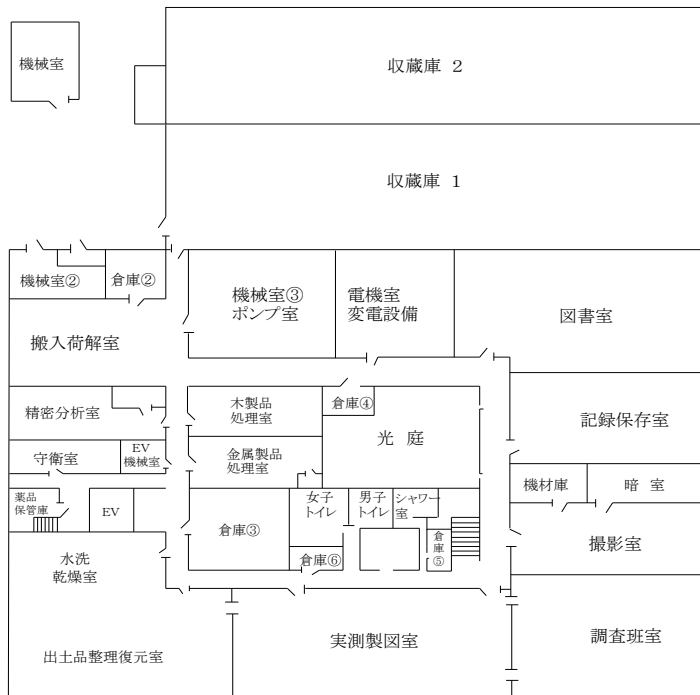 機械室
収蔵庫 2
収蔵庫 1
機械室②
倉庫②
機械室③
ポンプ室
電機室
変電設備
図書室
搬入荷解室
精密分析室
木製品
処理室
倉庫④
光 庭
記録保存室
守衛室
EV
機械室
金属製品
処理室
機材庫
暗 室
薬品
保管庫
EV
倉庫③
女子
トイレ
男子
トイレ
シャワー
室
倉庫⑤
倉庫⑥
撮影室
水洗
乾燥室
出土品整理復元室
実測製図室
調査班室